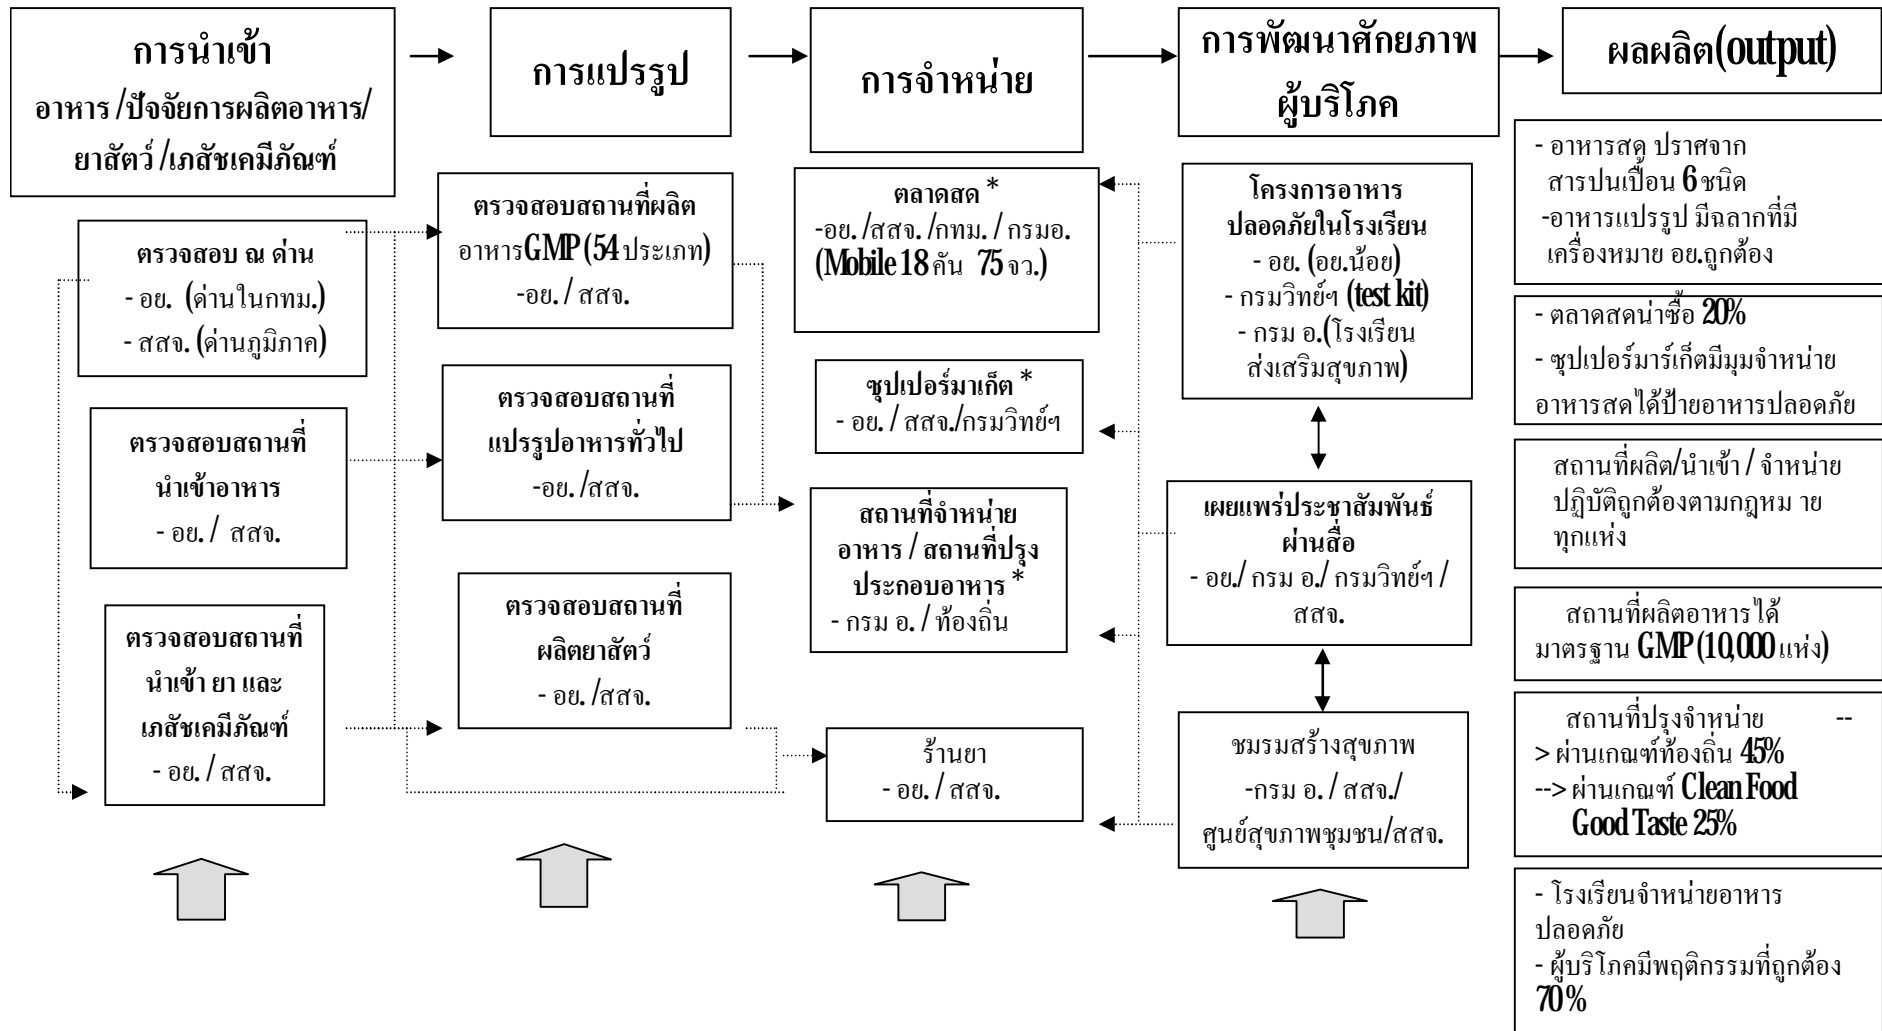 การนำเข้า
อาหาร /ปัจจัยการผลิตอาหาร/
ยาสัตว์ /เภสัชเคมีภัณฑ์
การแปรรูป
การจำหน่าย
การพัฒนาศักยภาพ
ผู้บริโภค
ผลผลิต(output)
ตรวจสอบ ณ ด่าน
- อย. (ด่านในกทม.)
- สสจ. (ด่านภูมิภาค)
ตรวจสอบสถานที่
นำเข้าอาหาร
- อย. / สสจ.
ตรวจสอบสถานที่
นำเข้า ยา และ
เภสัชเคมีภัณฑ์
- อย. / สสจ.
ตรวจสอบสถานที่ผลิต
อาหารGMP (54 ประเภท)
-อย. / สสจ.
ตรวจสอบสถานที่
แปรรูปอาหารทั่วไป
-อย. /สสจ.
ตรวจสอบสถานที่
ผลิตยาสัตว์
- อย. /สสจ.
ตลาดสด *
-อย. /สสจ. /กทม. / กรมอ.
(Mobile 18 คัน 75 จว.)
ซุปเปอร์มาเก็ต *
- อย. / สสจ./กรมวิทย์ฯ
สถานที่จำหน่าย
อาหาร / สถานที่ปรุง
ประกอบอาหาร *
- กรม อ. / ท้องถิ่น
ร้านยา
- อย. / สสจ.
โครงการอาหาร
ปลอดภัยในโรงเรียน
- อย. (อย.น้อย)
- กรมวิทย์ฯ (test kit)
- กรม อ.(โรงเรียน
ส่งเสริมสุขภาพ)
เผยแพร่ประชาสัมพันธ์
ผ่านสื่อ
- อย./ กรม อ./ กรมวิทย์ฯ /
สสจ.
ชมรมสร้างสุขภาพ
-กรม อ. / สสจ./
ศูนย์สุขภาพชุมชน/สสจ.
- อาหารสด ปราศจาก
สารปนเปื้อน 6 ชนิด
-อาหารแปรรูป มีฉลากที่มี
เครื่องหมาย อย.ถูกต้อง
- ตลาดสดน่าซื้อ 20%
- ซุปเปอร์มาร์เก็ตมีมุมจำหน่าย
อาหารสดได้ป้ายอาหารปลอดภัย
สถานที่ผลิต/นำเข้า / จำหน่าย
ปฏิบัติถูกต้องตามกฎหม าย
ทุกแห่ง
สถานที่ผลิตอาหารได้
มาตรฐาน GMP (10,000 แห่ง)
สถานที่ปรุงจำหน่าย --
> ผ่านเกณฑ์ท้องถิ่น 45%
--> ผ่านเกณฑ์ Clean Food
Good Taste 25%
- โรงเรียนจำหน่ายอาหาร
ปลอดภัย
- ผู้บริโภคมีพฤติกรรมที่ถูกต้อง
70%